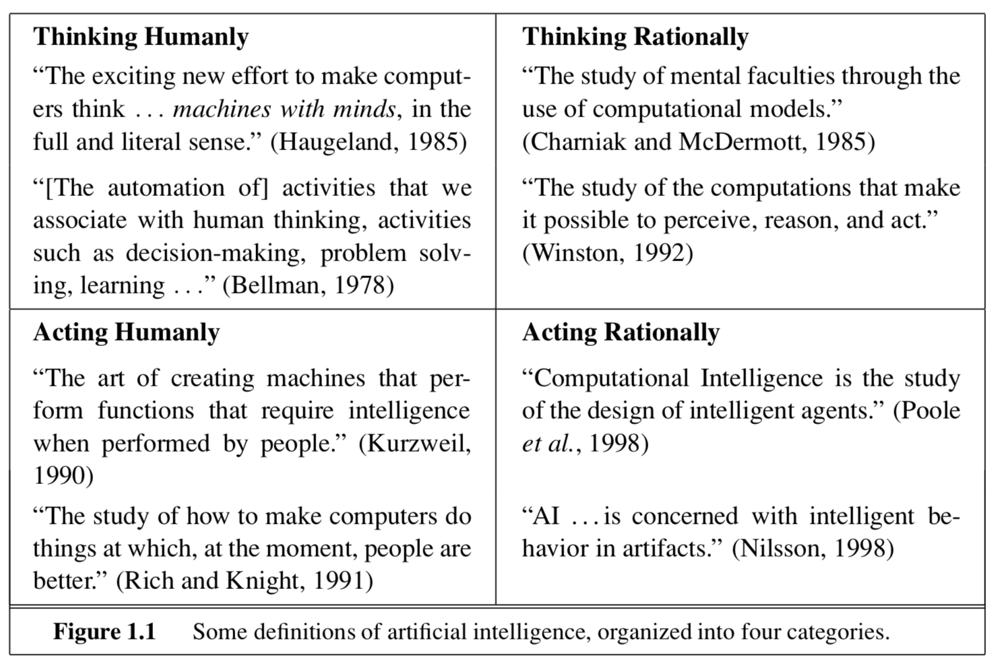 Thinking Humanly
“The exciting new effort to make comput-
ers think . . . machines with minds, in the
full and literal sense.” (Haugeland, 1985)
“[The automation of] activities that we
associate with human thinking, activities
such as decision-making, problem solv-
ing, learning . . .” (Bellman, 1978)
Thinking Rationally
“The study of mental faculties through the
use of computational models.”
(Charniak and McDermott, 1985)
“The study of the computations that make
it possible to perceive, reason, and act.”
(Winston, 1992)
Acting Humanly
“The art of creating machines that per-
form functions that require intelligence
when performed by people.” (Kurzweil,
1990)
“The study of how to make computers do
things at which, at the moment, people are
better.” (Rich and Knight, 1991)
Acting Rationally
“Computational Intelligence is the study
of the design of intelligent agents.” (Poole
et al., 1998)
“AI . . . is concerned with intelligent be-
havior in artifacts.” (Nilsson, 1998)
Figure 1.1 Some definitions of artificial intelligence, organized into four categories.